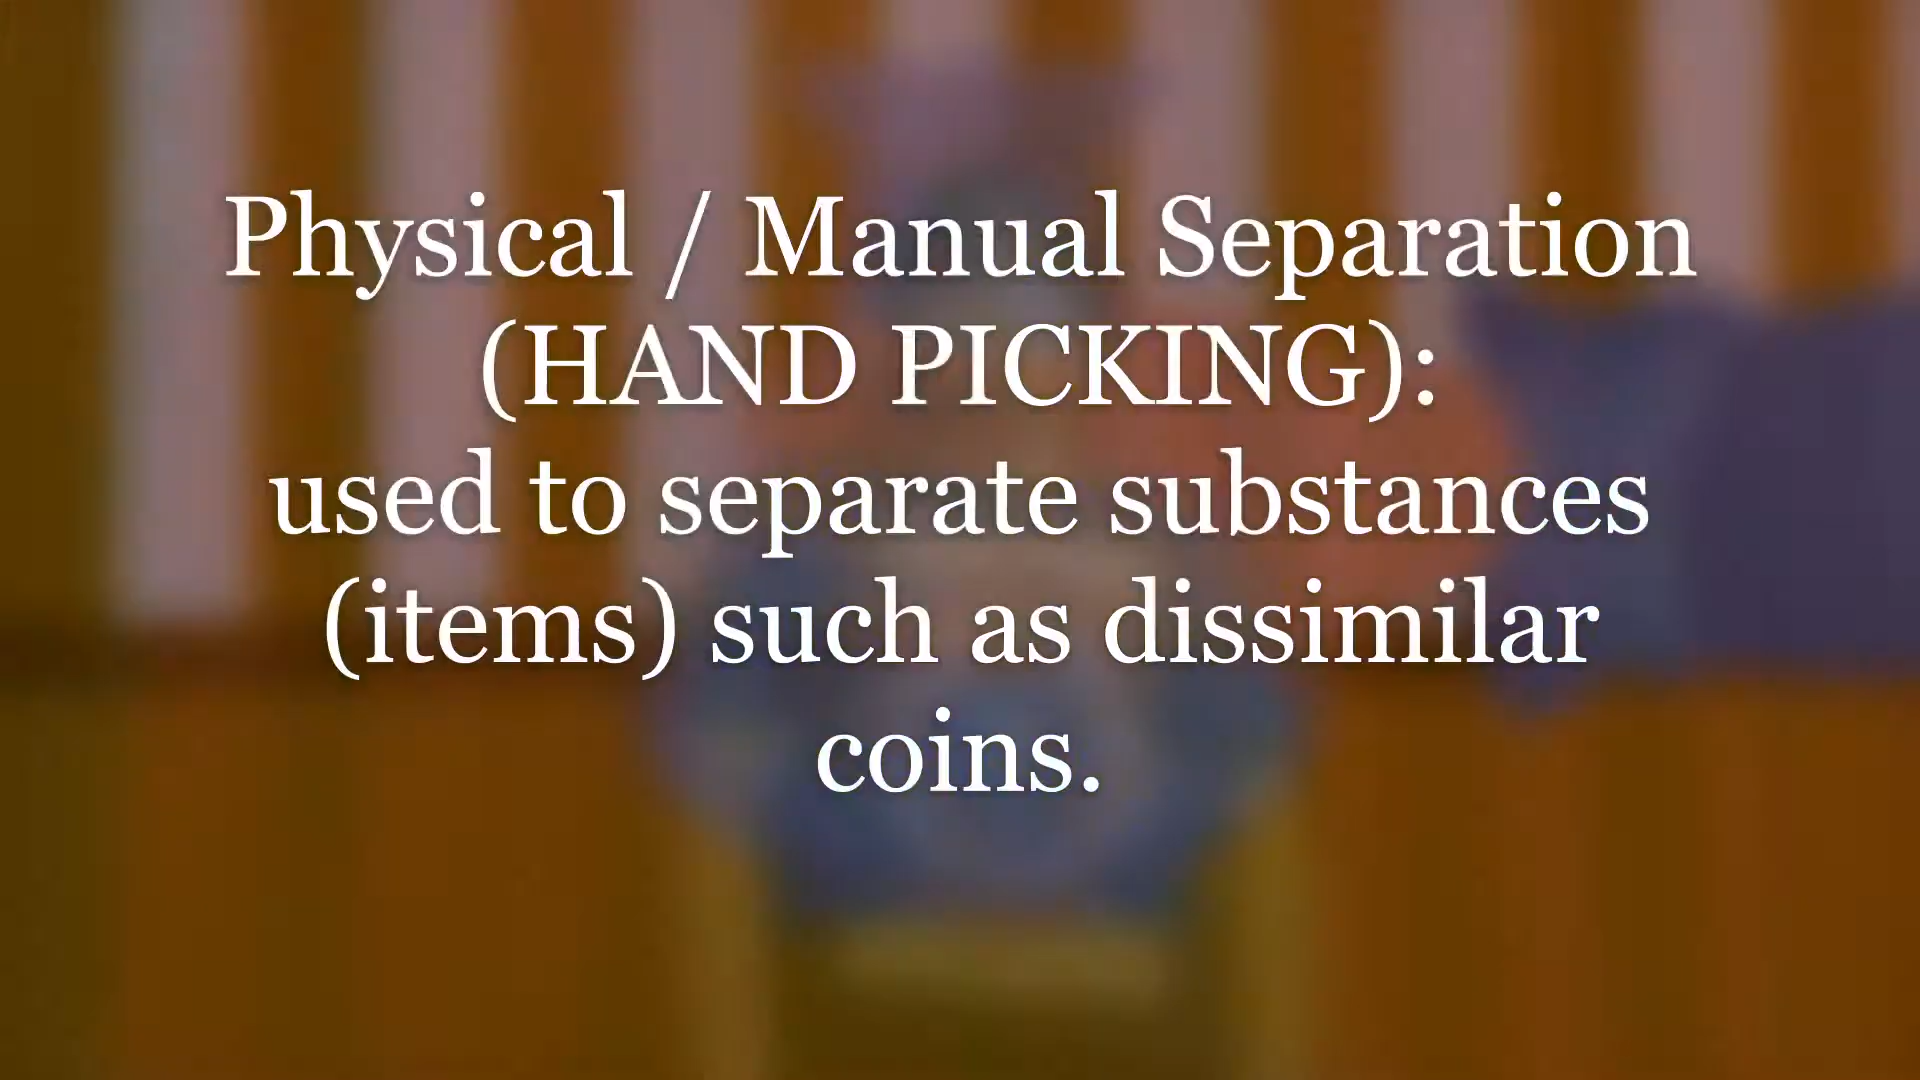 Physical / Manual Separation
(HAND PICKING):
used to separate substances
(items) such as dissimilar
coins.